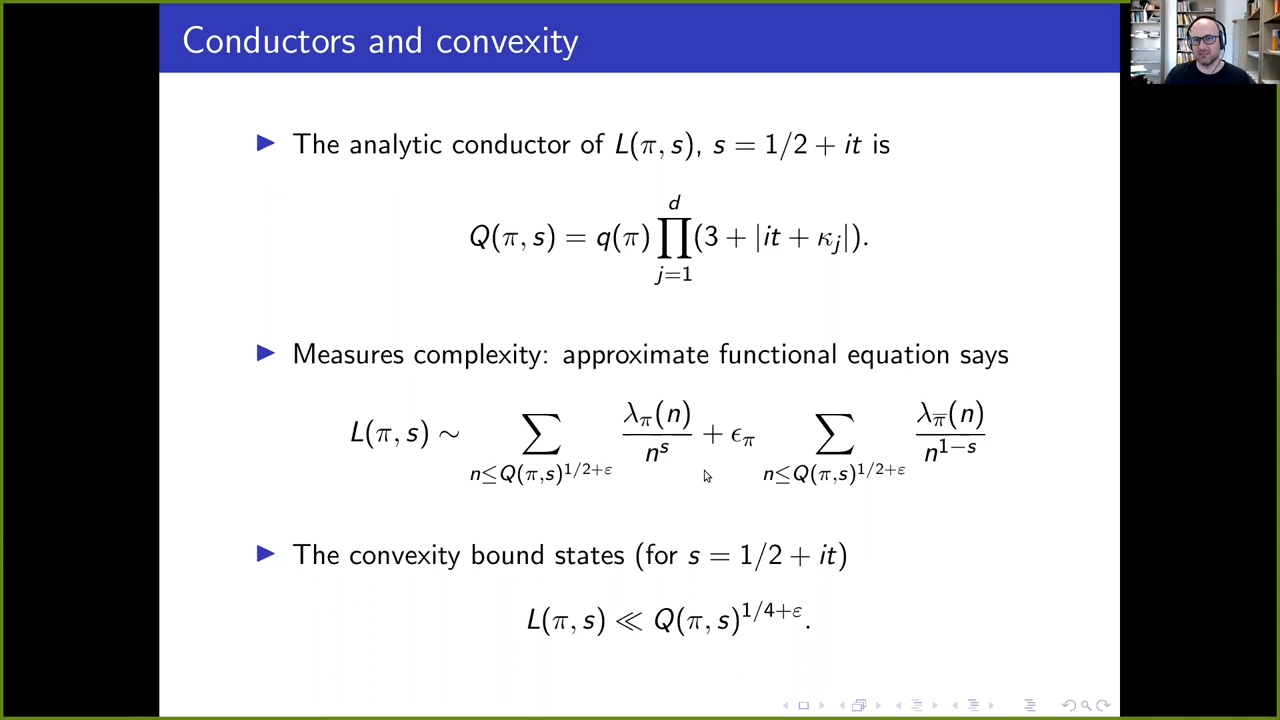 Conductors and convexity
▶ The analytic conductor of L(π, s), s = 1/2 + it is
Q(π, s) = q(π) ∏_{j=1}^{d} (3 + |it + κ_j|).
▶ Measures complexity: approximate functional equation says
L(π, s) ∼ ∑_{n≤Q(π,s)^{1/2+ε}} λ_π(n)/n^s + ϵ_π ∑_{n≤Q(π,s)^{1/2+ε}} λ_{π̄}(n)/n^{1−s}
▶ The convexity bound states (for s = 1/2 + it)
L(π, s) ≪ Q(π, s)^{1/4+ε}.